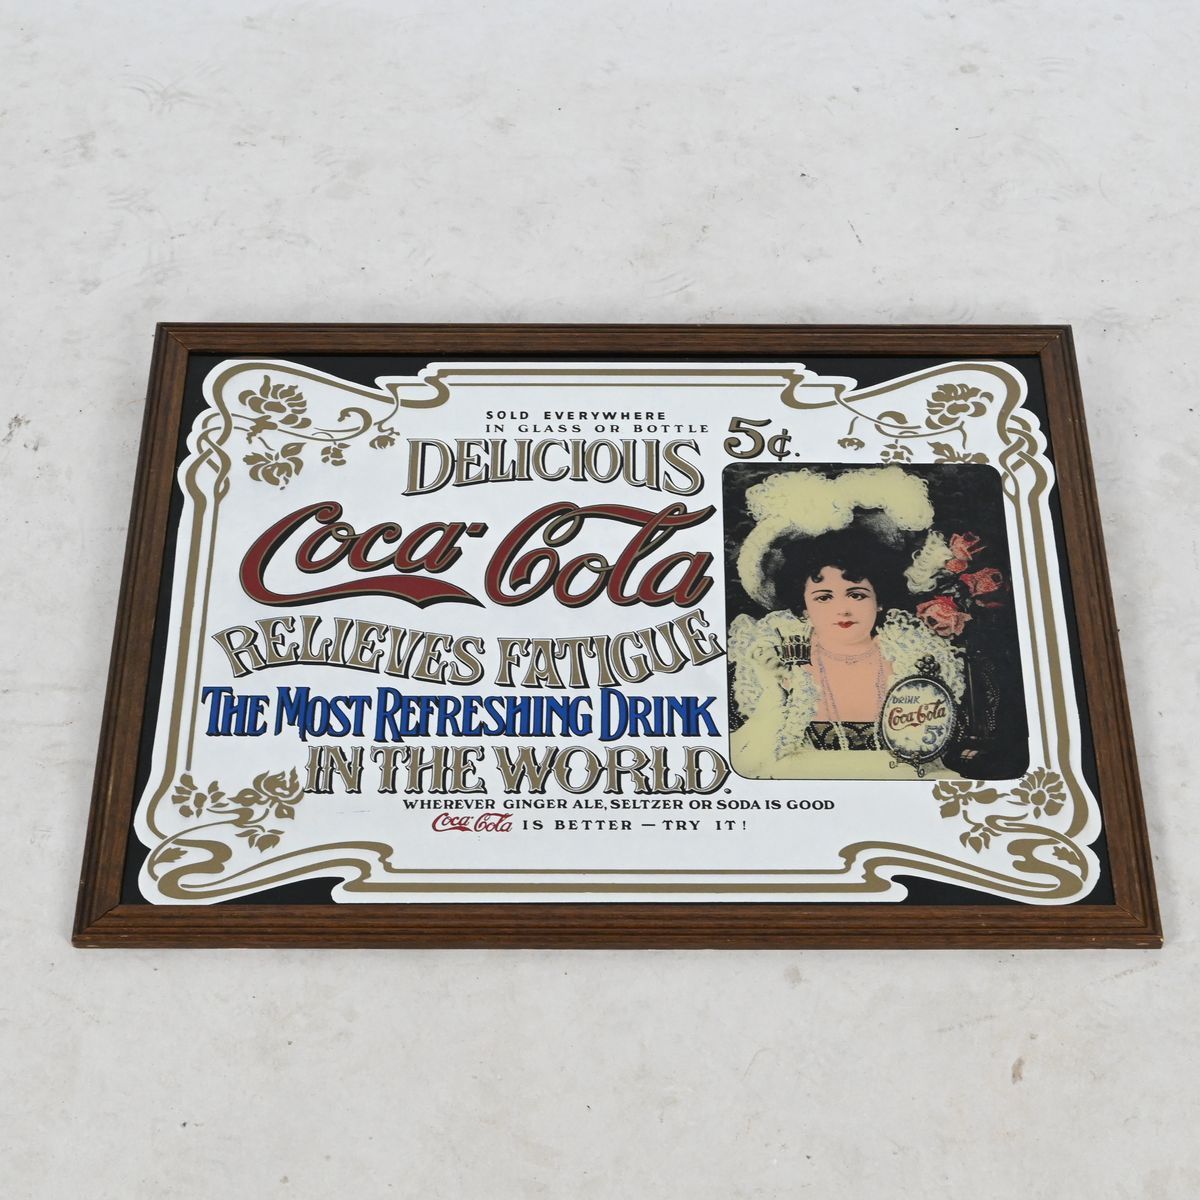 SOLD EVERYWHERE
IN GLASS OR BOTTLE
5¢.
DELICIOUS
Coca-Cola
RELIEVES FATIGUE
THE MOST REFRESHING DRINK
IN THE WORLD.
WHEREVER GINGER ALE, SELTZER OR SODA IS GOOD
Coca-Cola IS BETTER — TRY IT!
DRINK
Coca-Cola
5¢